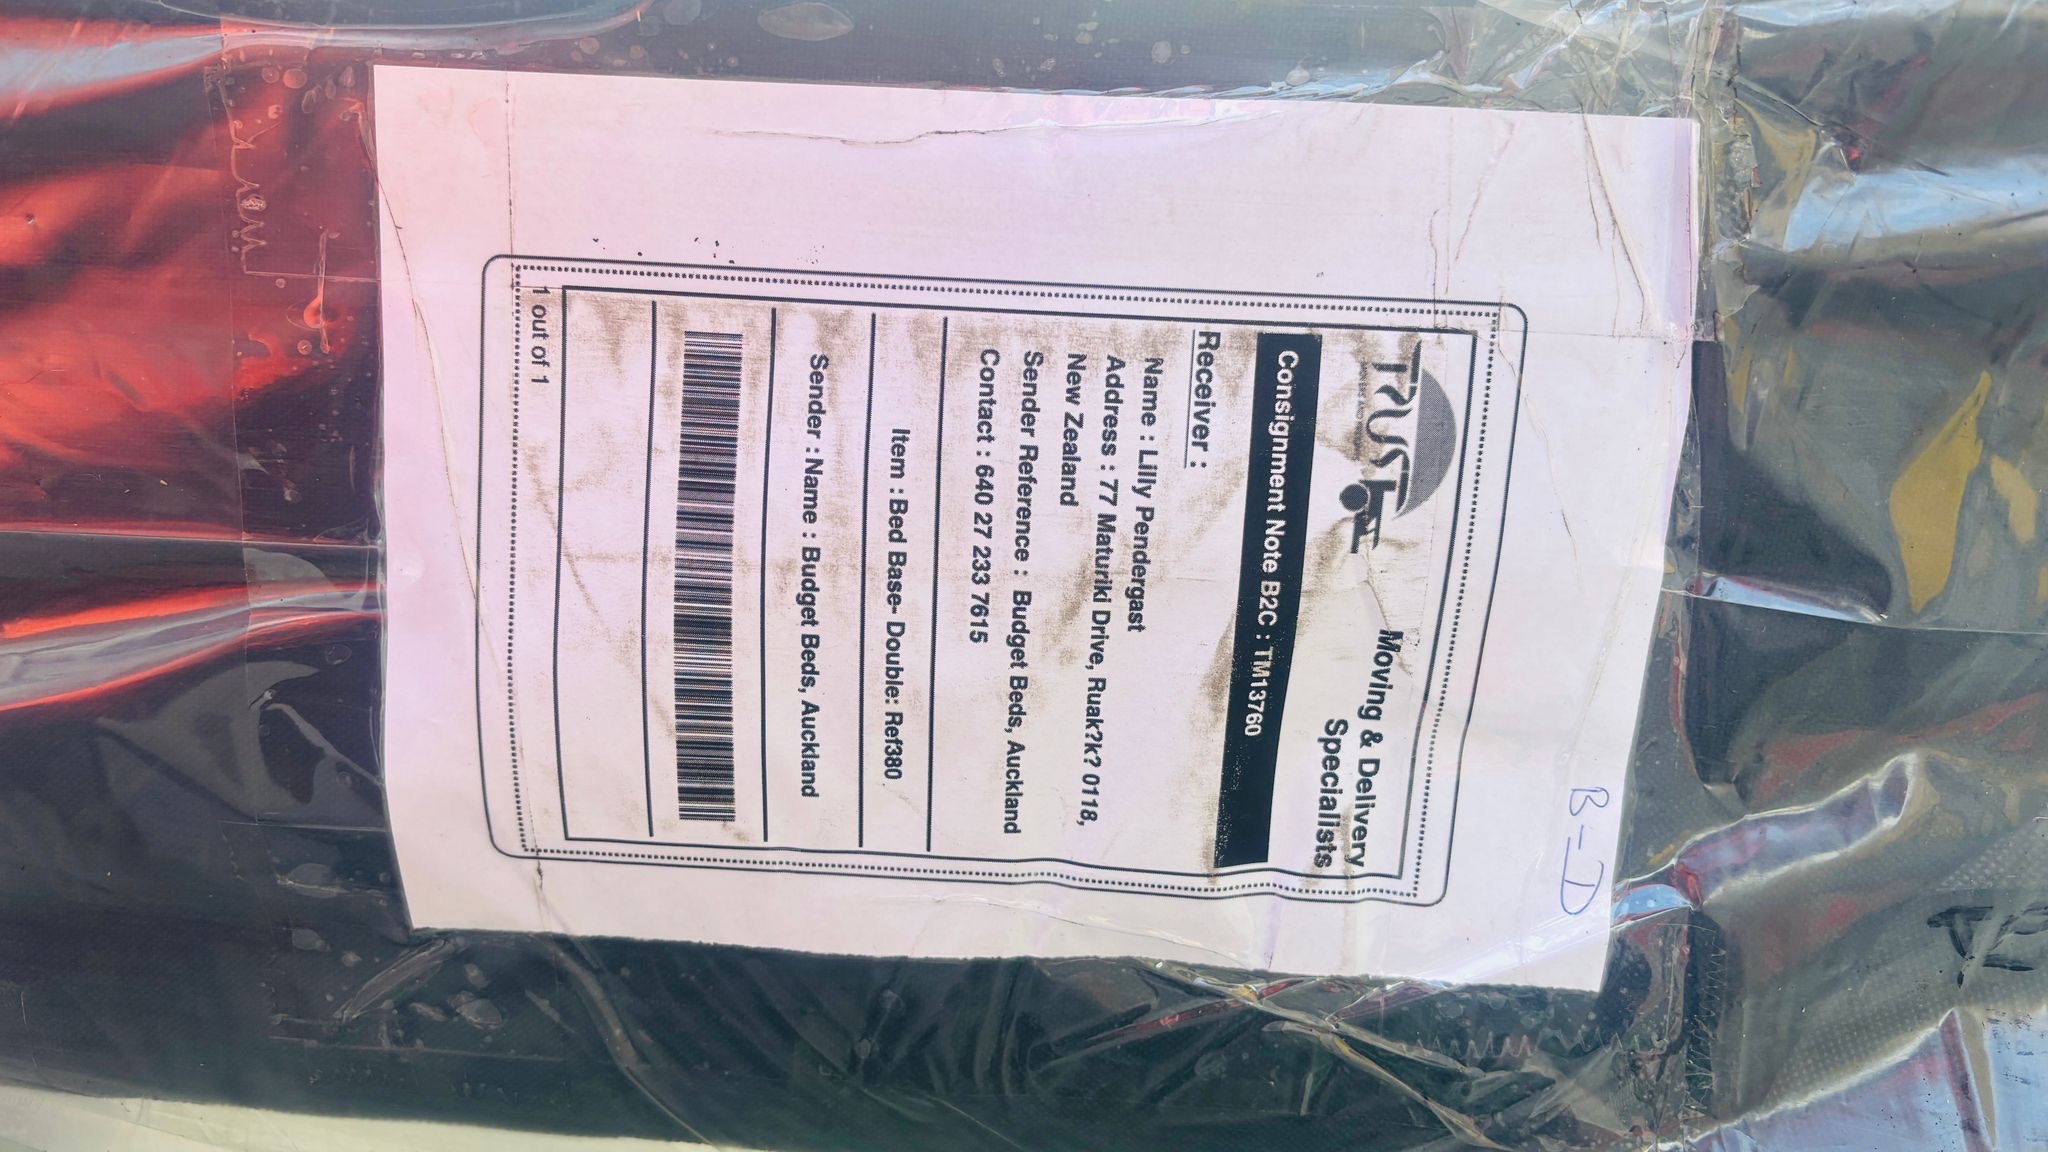 B-D
TRUST
Moving & Delivery
Specialists
Consignment Note B2C : TM13760
Receiver :
Name : Lilly Pendergast
Address : 77 Maturiki Drive, Ruak?k? 0118,
New Zealand
Sender Reference : Budget Beds, Auckland
Contact : 640 27 233 7615
Item : Bed Base- Double: Ref380
Sender : Name : Budget Beds, Auckland
1 out of 1